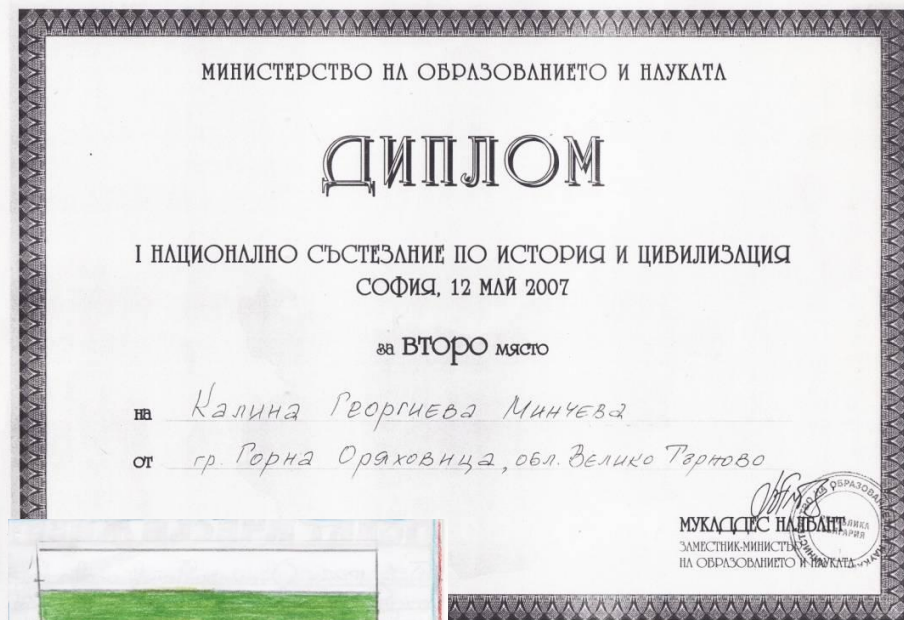 МИНИСТЕРСТВО НА ОБРАЗОВАНИЕТО И НАУКАТА
ДИПЛОМ
I НАЦИОНАЛНО СЪСТЕЗАНИЕ ПО ИСТОРИЯ И ЦИВИЛИЗАЦИЯ
СОФИЯ, 12 МАЙ 2007
за ВТОРО място
на Калина Георгиева Минчева
от гр. Горна Оряховица, обл. Велико Търново
МУКАДДЕС НАЛБАНТ
ЗАМЕСТНИК-МИНИСТЪР
НА ОБРАЗОВАНИЕТО И НАУКАТА